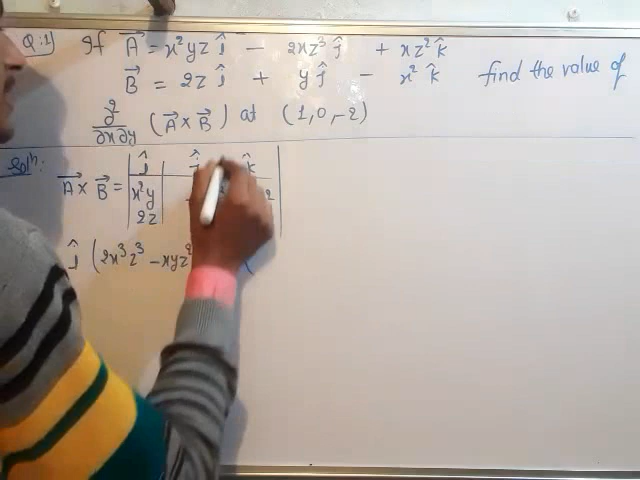 Q:1) If A⃗ = x²yz î - 2xz³ ĵ + xz² k̂
B⃗ = 2z î + y ĵ - x² k̂ find the value of
∂²/∂x∂y (A⃗ x B⃗) at (1, 0, -2)
Solⁿ:
A⃗ x B⃗ = | î k̂ |
x²y
2z
î (2x³z³ - xyz²